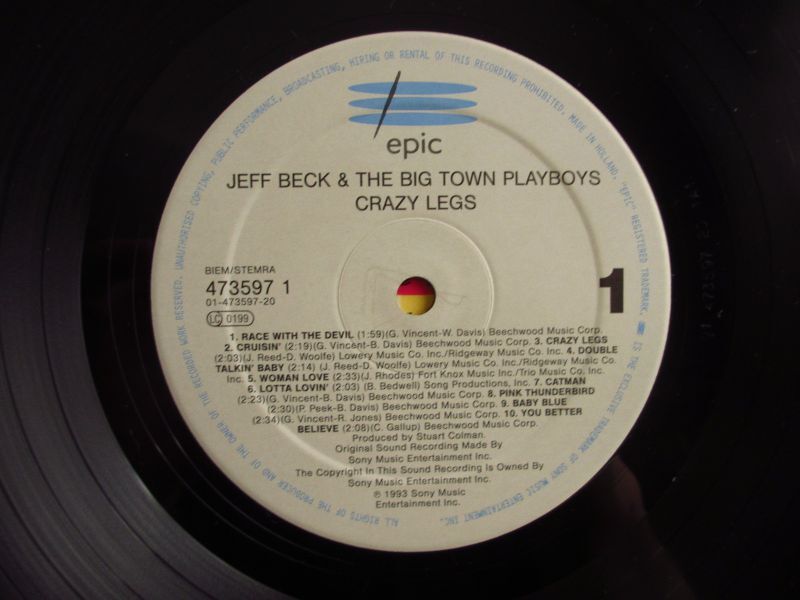 epic
JEFF BECK & THE BIG TOWN PLAYBOYS
CRAZY LEGS
BIEM/STEMRA
473597 1
01-473597-20
LC 0199
1
1. RACE WITH THE DEVIL (1:59)(G. Vincent-W. Davis) Beechwood Music Corp.
2. CRUISIN' (2:19)(G. Vincent-B. Davis) Beechwood Music Corp. 3. CRAZY LEGS
(2:03)(J. Reed-D. Woolfe) Lowery Music Co. Inc./Ridgeway Music Co. Inc. 4. DOUBLE
TALKIN' BABY (2:14) (J. Reed-D. Woolfe) Lowery Music Co. Inc./Ridgeway Music Co.
Inc. 5. WOMAN LOVE (2:33)(J. Rhodes) Fort Knox Music Inc./Trio Music Co. Inc.
6. LOTTA LOVIN' (2:03) (B. Bedwell) Song Productions, Inc. 7. CATMAN
(2:23)(G. Vincent-B. Davis) Beechwood Music Corp. 8. PINK THUNDERBIRD
(2:30)(P. Peek-B. Davis) Beechwood Music Corp. 9. BABY BLUE
(2:34)(G. Vincent-R. Jones) Beechwood Music Corp. 10. YOU BETTER
BELIEVE (2:08)(C. Gallup) Beechwood Music Corp.
Produced by Stuart Colman.
Original Sound Recording Made By
Sony Music Entertainment Inc.
The Copyright In This Sound Recording Is Owned By
Sony Music Entertainment Inc.
℗ 1993 Sony Music
Entertainment Inc.
ALL RIGHTS OF THE PRODUCER AND OF THE OWNER OF THE RECORDED WORK RESERVED. UNAUTHORISED COPYING, PUBLIC PERFORMANCE, BROADCASTING, HIRING OR RENTAL OF THIS RECORDING PROHIBITED. MADE IN HOLLAND. "EPIC" REGISTERED TRADEMARK. IS THE EXCLUSIVE TRADEMARK OF SONY MUSIC ENTERTAINMENT INC.